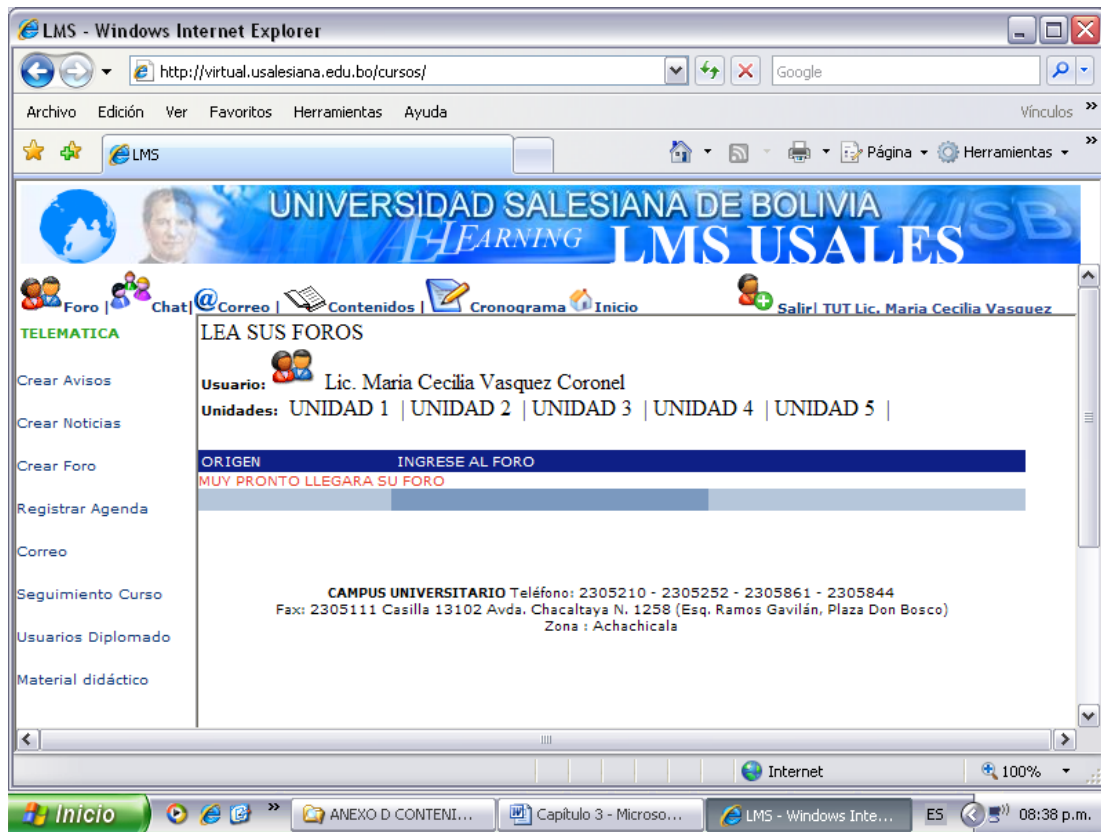 LMS - Windows Internet Explorer
http://virtual.usalesiana.edu.bo/cursos/
Google
Archivo Edición Ver Favoritos Herramientas Ayuda
Vínculos »
LMS
Página Herramientas »
UNIVERSIDAD SALESIANA DE BOLIVIA
ELEARNING LMS USALES
USB
Foro | Chat| Correo | Contenidos | Cronograma Inicio
Salir| TUT Lic. Maria Cecilia Vasquez
TELEMATICA
Crear Avisos
Crear Noticias
Crear Foro
Registrar Agenda
Correo
Seguimiento Curso
Usuarios Diplomado
Material didáctico
LEA SUS FOROS
Usuario: Lic. Maria Cecilia Vasquez Coronel
Unidades: UNIDAD 1 | UNIDAD 2 | UNIDAD 3 | UNIDAD 4 | UNIDAD 5 |
ORIGEN INGRESE AL FORO
MUY PRONTO LLEGARA SU FORO
CAMPUS UNIVERSITARIO Teléfono: 2305210 - 2305252 - 2305861 - 2305844
Fax: 2305111 Casilla 13102 Avda. Chacaltaya N. 1258 (Esq. Ramos Gavilán, Plaza Don Bosco)
Zona : Achachicala
Internet 100%
Inicio » ANEXO D CONTENI... Capítulo 3 - Microso... LMS - Windows Inte... ES 08:38 p.m.